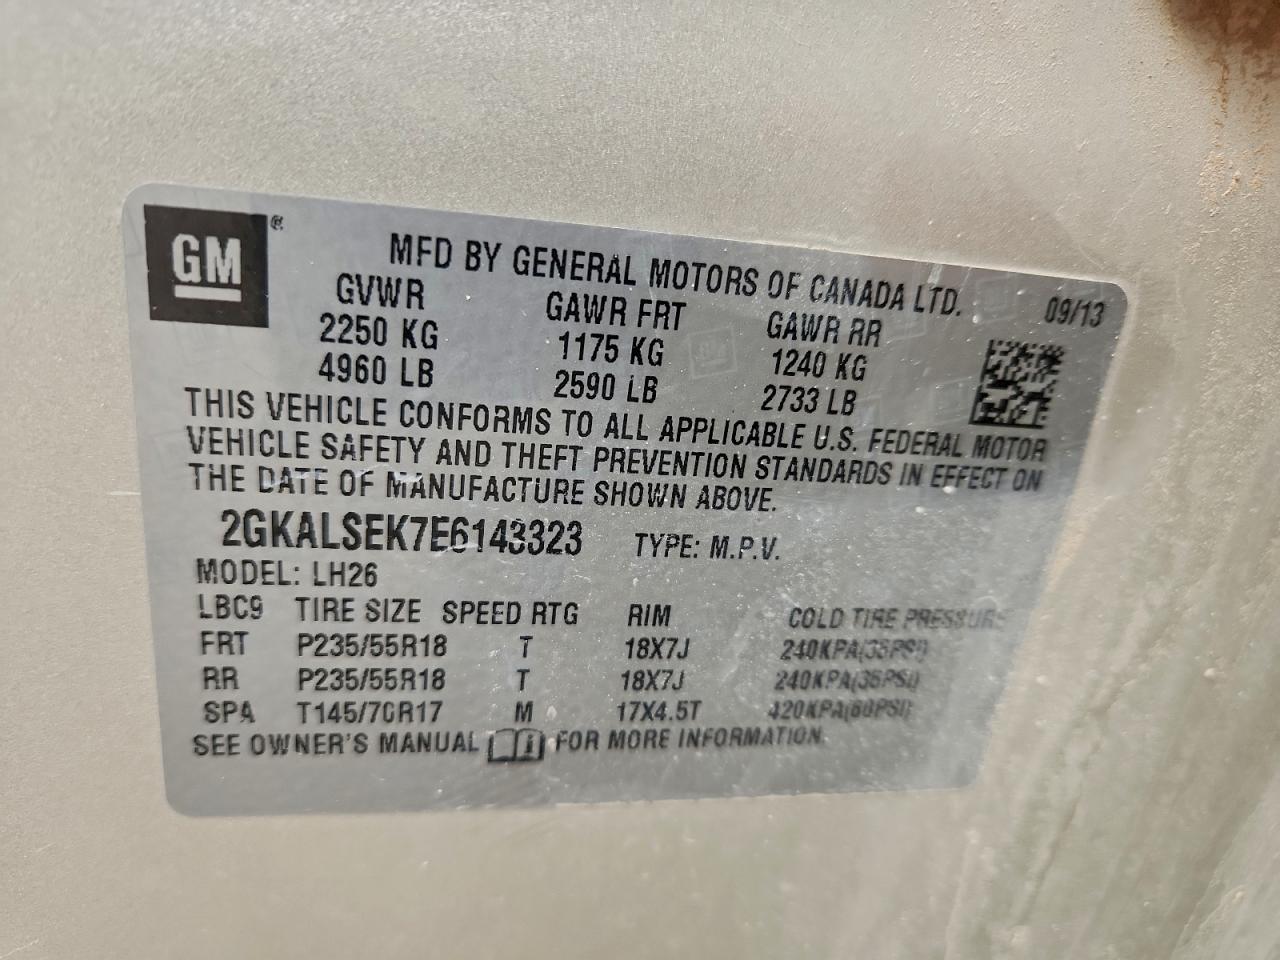 GM ®
MFD BY GENERAL MOTORS OF CANADA LTD.
09/13
GVWR GAWR FRT GAWR RR
2250 KG 1175 KG 1240 KG
4960 LB 2590 LB 2733 LB
THIS VEHICLE CONFORMS TO ALL APPLICABLE U.S. FEDERAL MOTOR
VEHICLE SAFETY AND THEFT PREVENTION STANDARDS IN EFFECT ON
THE DATE OF MANUFACTURE SHOWN ABOVE.
2GKALSEK7E6143323 TYPE: M.P.V.
MODEL: LH26
LBC9 TIRE SIZE SPEED RTG RIM COLD TIRE PRESSURE
FRT P235/55R18 T 18X7J 240KPA(35PSI)
RR P235/55R18 T 18X7J 240KPA(35PSI)
SPA T145/70R17 M 17X4.5T 420KPA(60PSI)
SEE OWNER'S MANUAL FOR MORE INFORMATION.